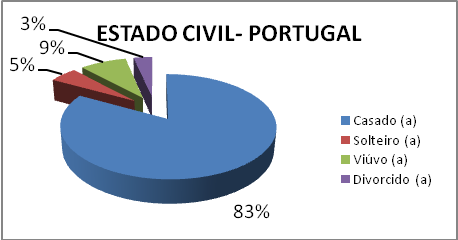 ESTADO CIVIL- PORTUGAL
3%
9%
5%
83%
Casado (a)
Solteiro (a)
Viúvo (a)
Divorcido (a)